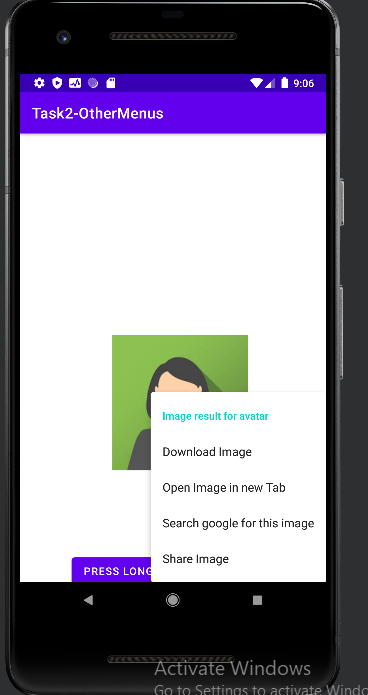 9:06
Task2-OtherMenus
Image result for avatar
Download Image
Open Image in new Tab
Search google for this image
Share Image
PRESS LONG
Activate Windows
Go to Settings to activate Windo